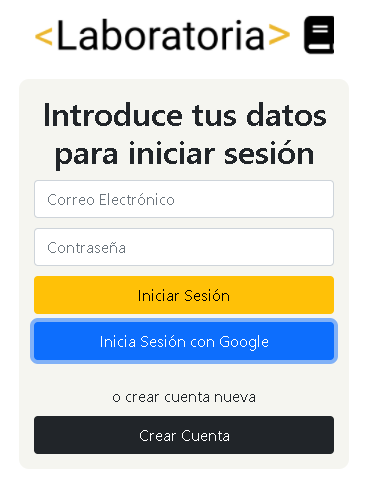 <Laboratoria>
Introduce tus datos
para iniciar sesión
Correo Electrónico
Contraseña
Iniciar Sesión
Inicia Sesión con Google
o crear cuenta nueva
Crear Cuenta